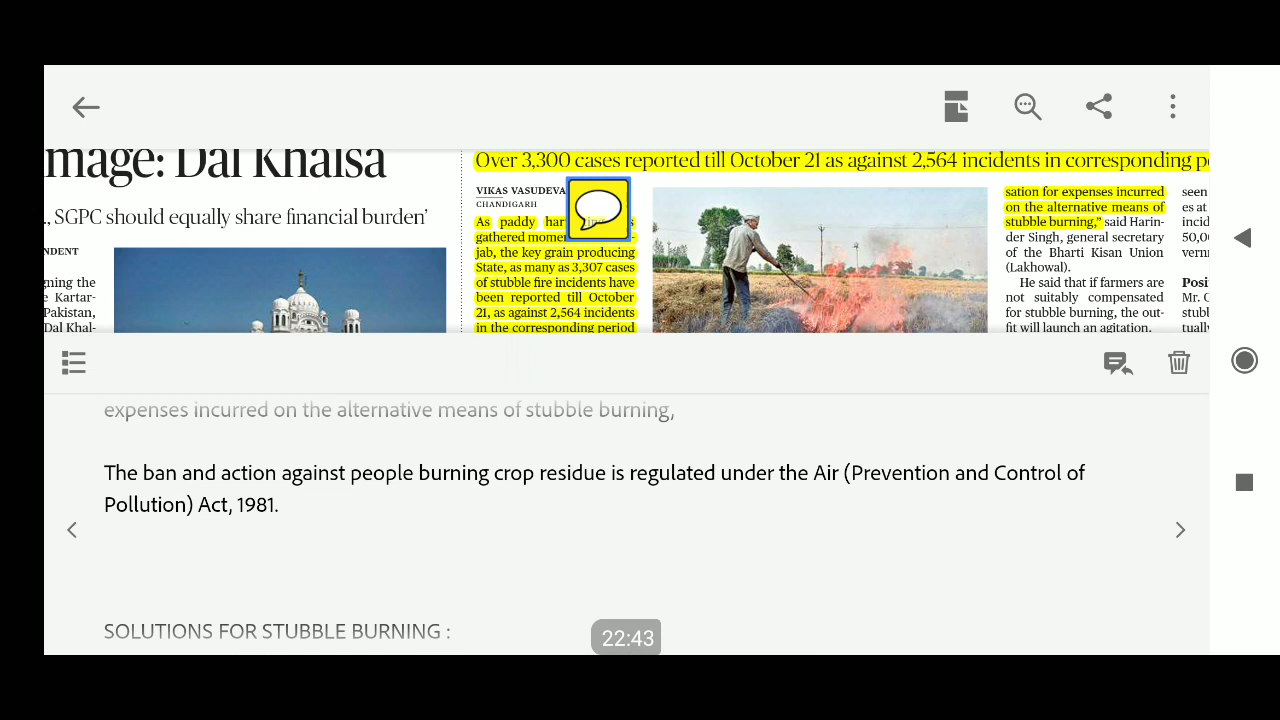 mage: Dal Khalsa
., SGPC should equally share financial burden’
NDENT
ning the
e Kartar-
Pakistan,
Dal Khal-
Over 3,300 cases reported till October 21 as against 2,564 incidents in corresponding p
VIKAS VASUDEVA
CHANDIGARH
As paddy har
gathered mome
jab, the key grain producing
State, as many as 3,307 cases
of stubble fire incidents have
been reported till October
21, as against 2,564 incidents
in the corresponding period
sation for expenses incurred
on the alternative means of
stubble burning,” said Harin-
der Singh, general secretary
of the Bharti Kisan Union
(Lakhowal).
He said that if farmers are
not suitably compensated
for stubble burning, the out-
fit will launch an agitation.
seen
es at
incid
50,0
vern
Posi
Mr. C
stubb
tually
expenses incurred on the alternative means of stubble burning,
The ban and action against people burning crop residue is regulated under the Air (Prevention and Control of
Pollution) Act, 1981.
SOLUTIONS FOR STUBBLE BURNING :
22:43